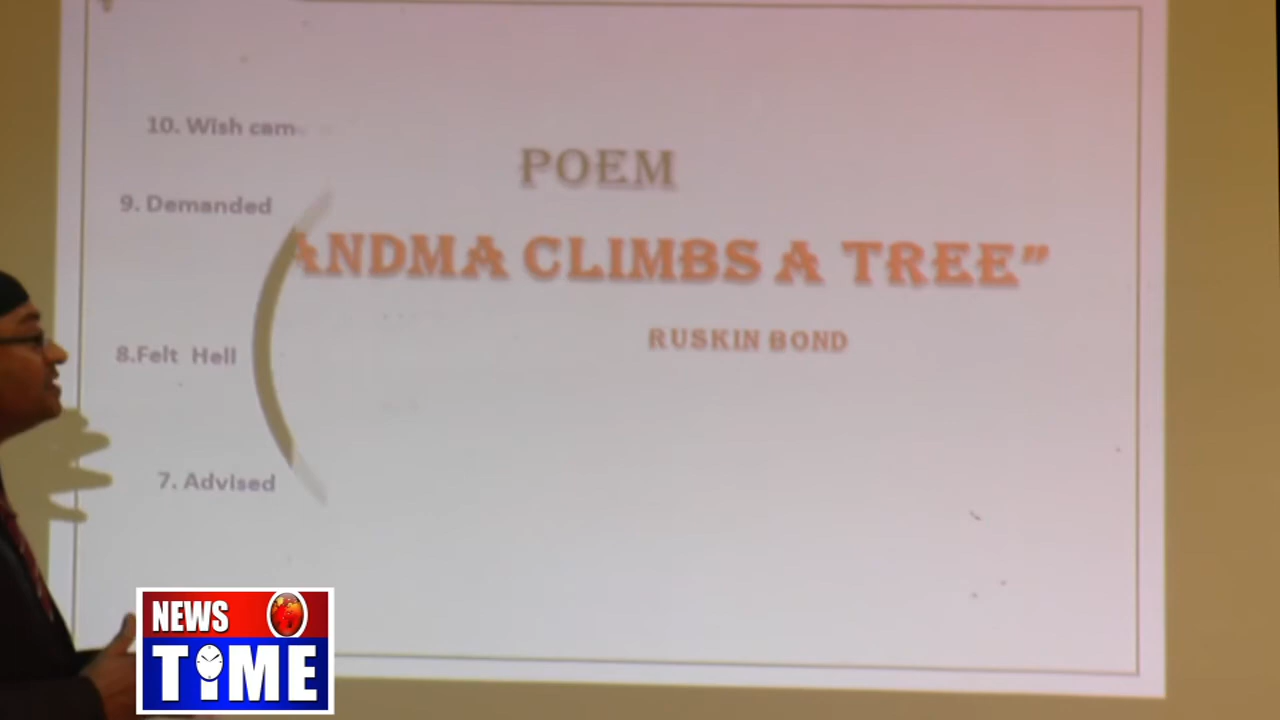 10. Wish cam
POEM
9. Demanded
ANDMA CLIMBS A TREE”
RUSKIN BOND
8.Felt Hell
7. Advised
NEWS
TIME